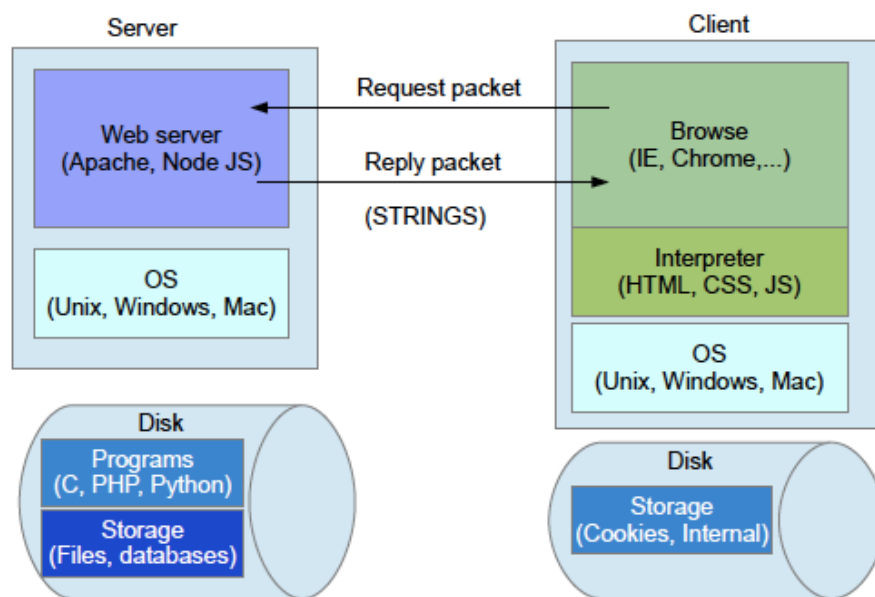 Server
Web server
(Apache, Node JS)
OS
(Unix, Windows, Mac)
Disk
Programs
(C, PHP, Python)
Storage
(Files, databases)
Request packet
Reply packet
(STRINGS)
Client
Browse
(IE, Chrome,...)
Interpreter
(HTML, CSS, JS)
OS
(Unix, Windows, Mac)
Disk
Storage
(Cookies, Internal)